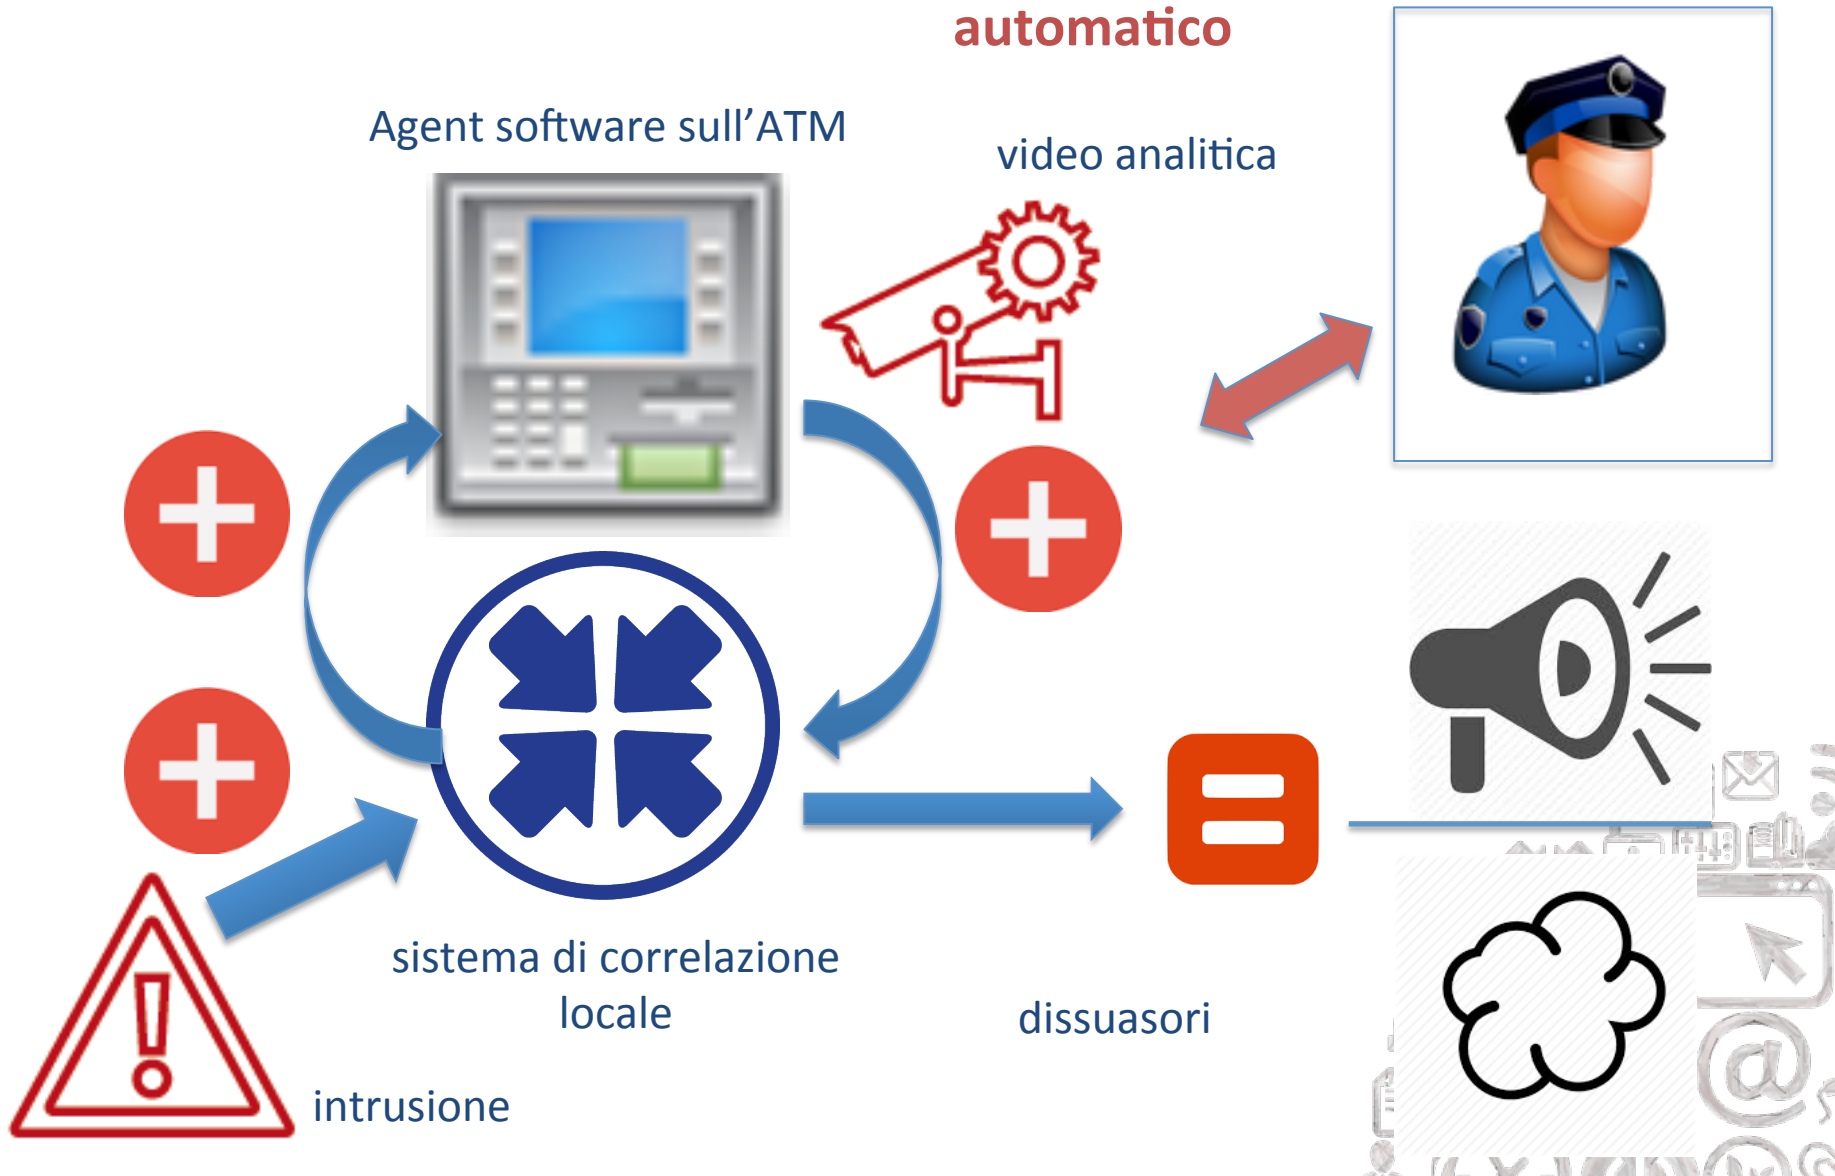 automatico
Agent software sull'ATM
video analitica
sistema di correlazione
locale
dissuasori
intrusione